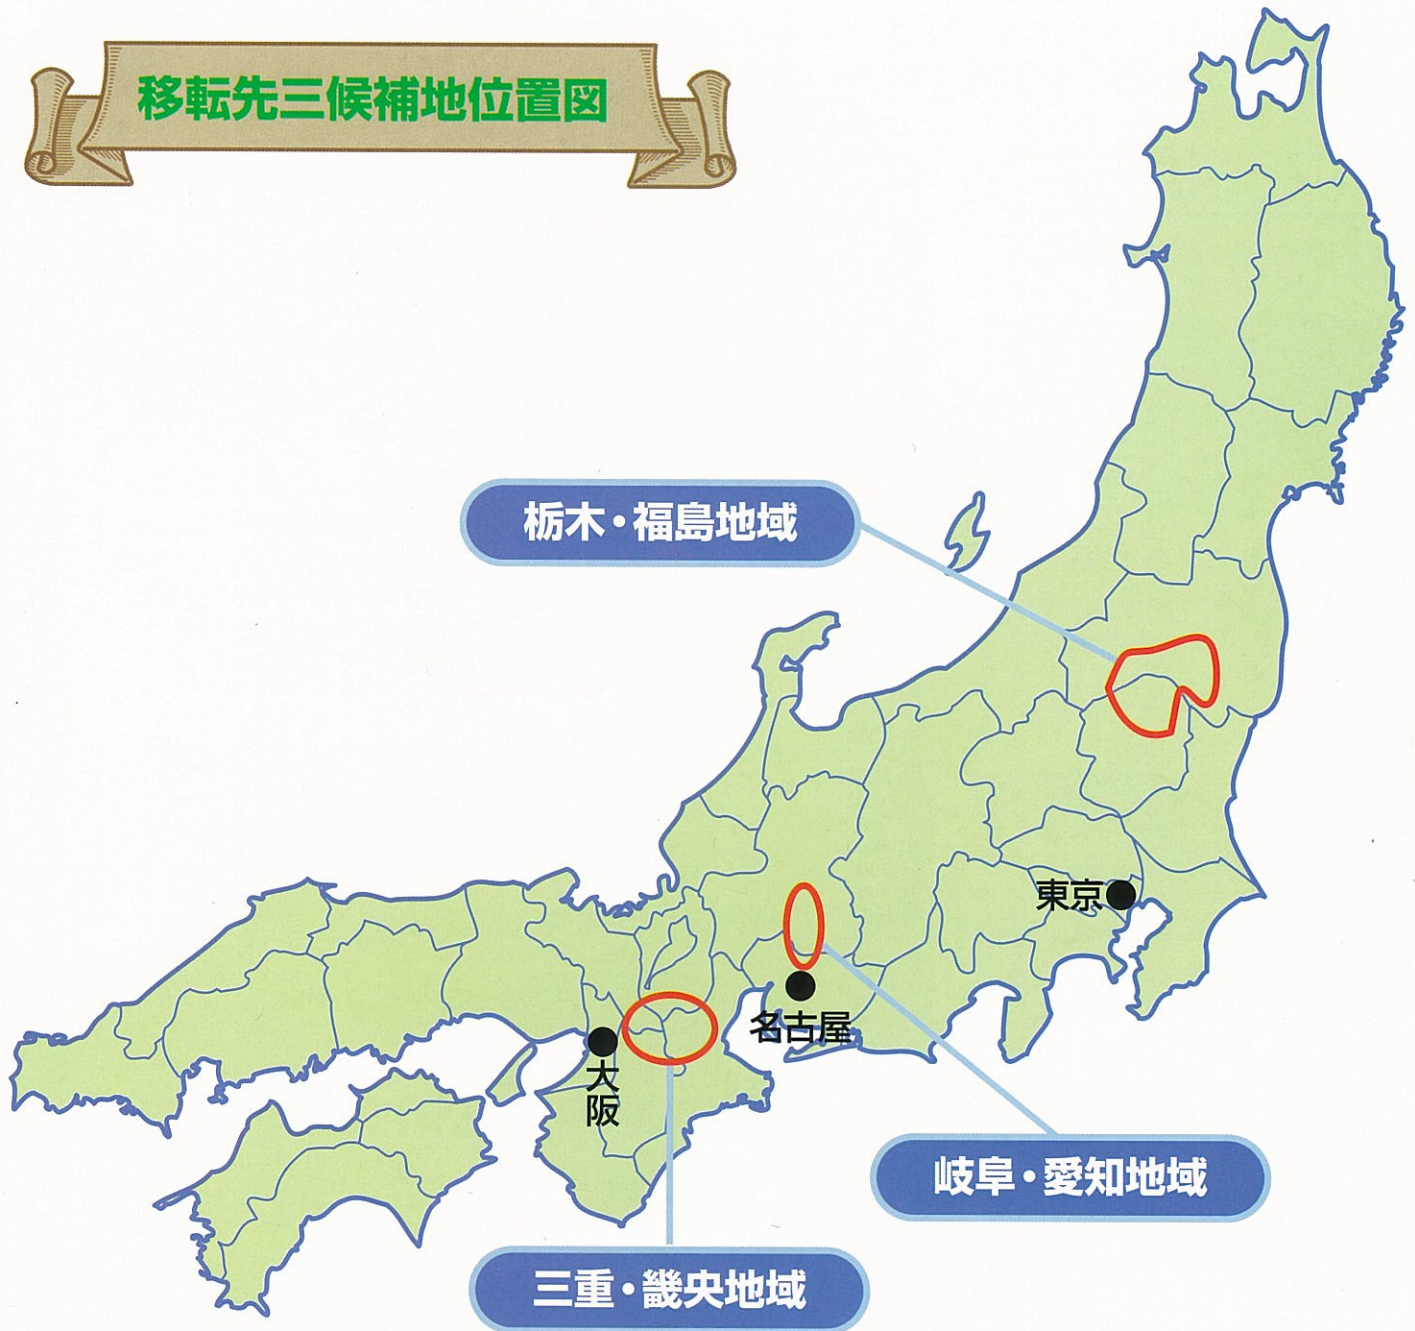 移転先三候補地位置図
栃木・福島地域
東京
名古屋
大阪
岐阜・愛知地域
三重・畿央地域